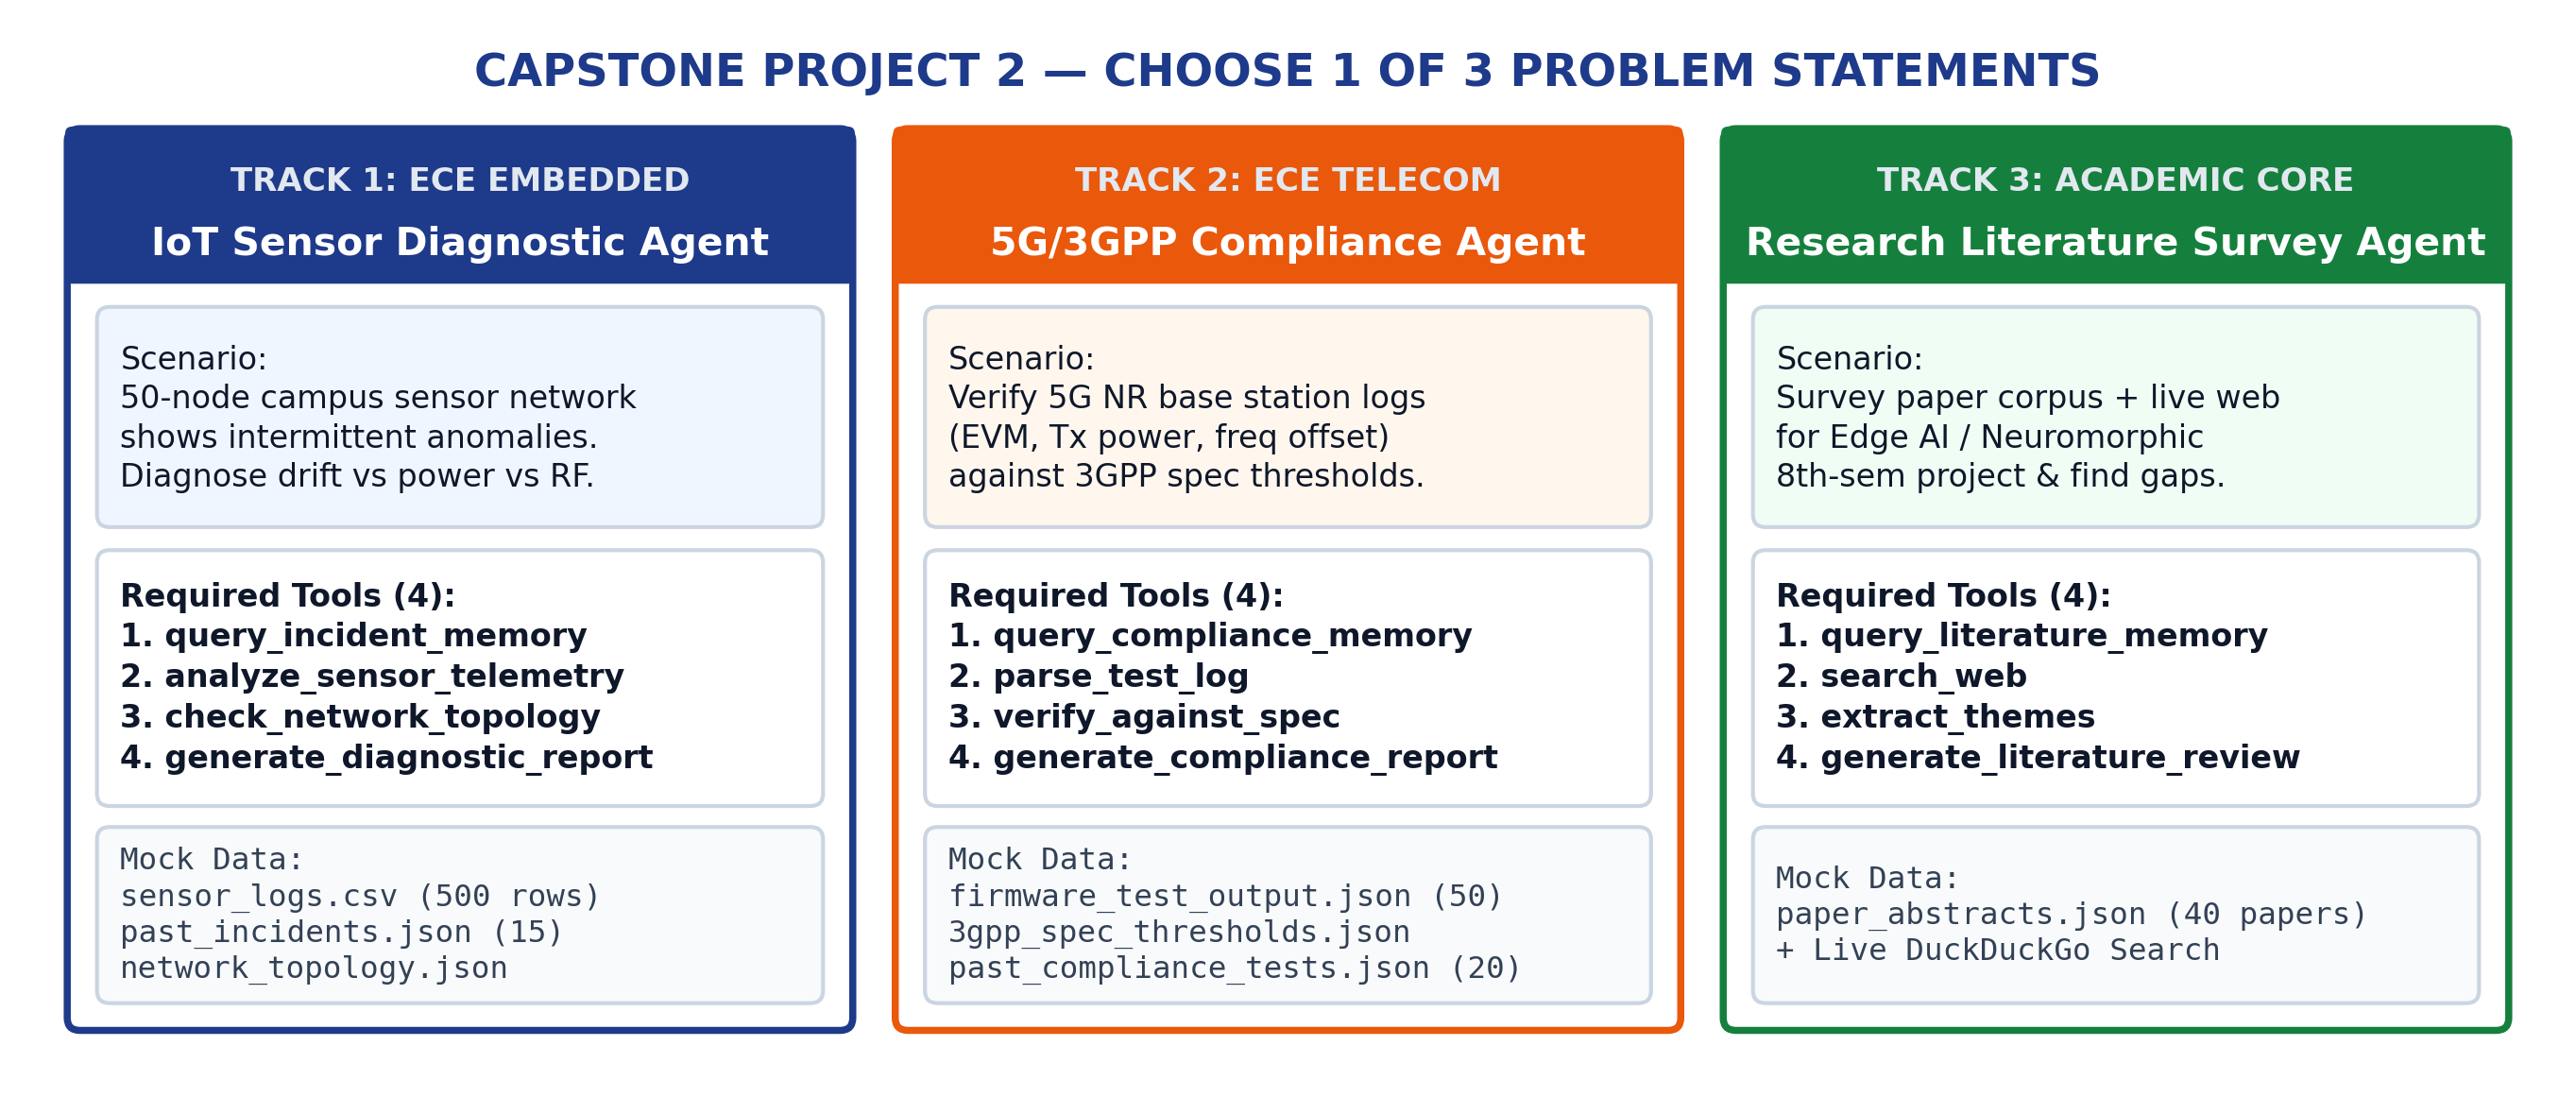 CAPSTONE PROJECT 2 — CHOOSE 1 OF 3 PROBLEM STATEMENTS
TRACK 1: ECE EMBEDDED
IoT Sensor Diagnostic Agent
Scenario:
50-node campus sensor network
shows intermittent anomalies.
Diagnose drift vs power vs RF.
Required Tools (4):
1. query_incident_memory
2. analyze_sensor_telemetry
3. check_network_topology
4. generate_diagnostic_report
Mock Data:
sensor_logs.csv (500 rows)
past_incidents.json (15)
network_topology.json
TRACK 2: ECE TELECOM
5G/3GPP Compliance Agent
Scenario:
Verify 5G NR base station logs
(EVM, Tx power, freq offset)
against 3GPP spec thresholds.
Required Tools (4):
1. query_compliance_memory
2. parse_test_log
3. verify_against_spec
4. generate_compliance_report
Mock Data:
firmware_test_output.json (50)
3gpp_spec_thresholds.json
past_compliance_tests.json (20)
TRACK 3: ACADEMIC CORE
Research Literature Survey Agent
Scenario:
Survey paper corpus + live web
for Edge AI / Neuromorphic
8th-sem project & find gaps.
Required Tools (4):
1. query_literature_memory
2. search_web
3. extract_themes
4. generate_literature_review
Mock Data:
paper_abstracts.json (40 papers)
+ Live DuckDuckGo Search